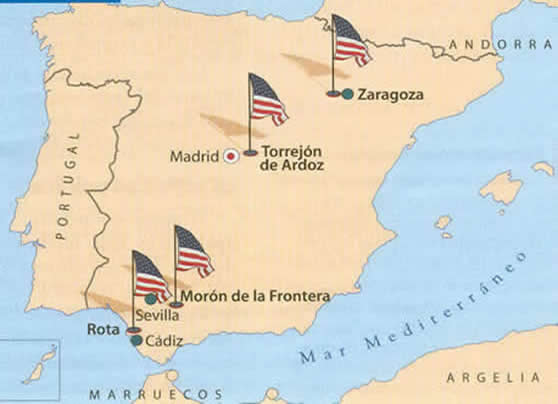 ANDORRA
Zaragoza
Madrid
Torrejón
de Ardoz
PORTUGAL
Morón de la Frontera
Sevilla
Rota
Cádiz
Mar Mediterráneo
ARGELIA
MARRUECOS